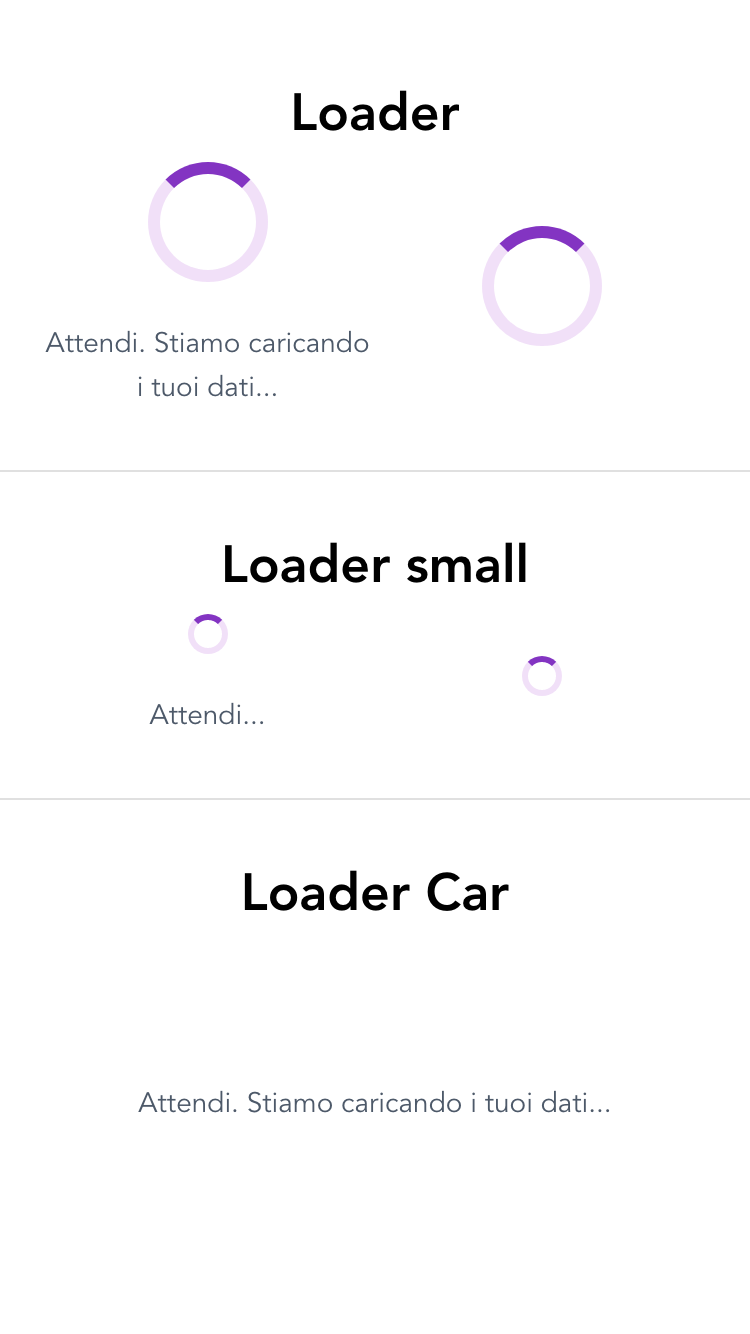 Loader
Attendi. Stiamo caricando
i tuoi dati...
Loader small
Attendi...
Loader Car
Attendi. Stiamo caricando i tuoi dati...